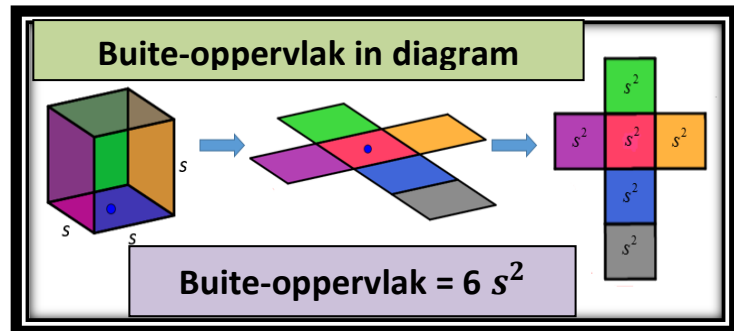 Buite-oppervlak in diagram
s
s
s
s²
s² s² s²
s²
s²
Buite-oppervlak = 6 s²